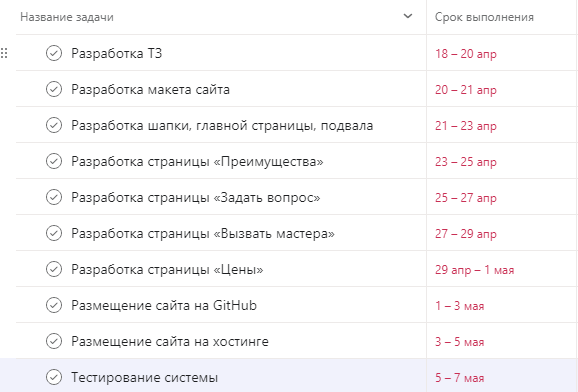 Название задачи Срок выполнения
Разработка ТЗ 18 – 20 апр
Разработка макета сайта 20 – 21 апр
Разработка шапки, главной страницы, подвала 21 – 23 апр
Разработка страницы «Преимущества» 23 – 25 апр
Разработка страницы «Задать вопрос» 25 – 27 апр
Разработка страницы «Вызвать мастера» 27 – 29 апр
Разработка страницы «Цены» 29 апр – 1 мая
Размещение сайта на GitHub 1 – 3 мая
Размещение сайта на хостинге 3 – 5 мая
Тестирование системы 5 – 7 мая